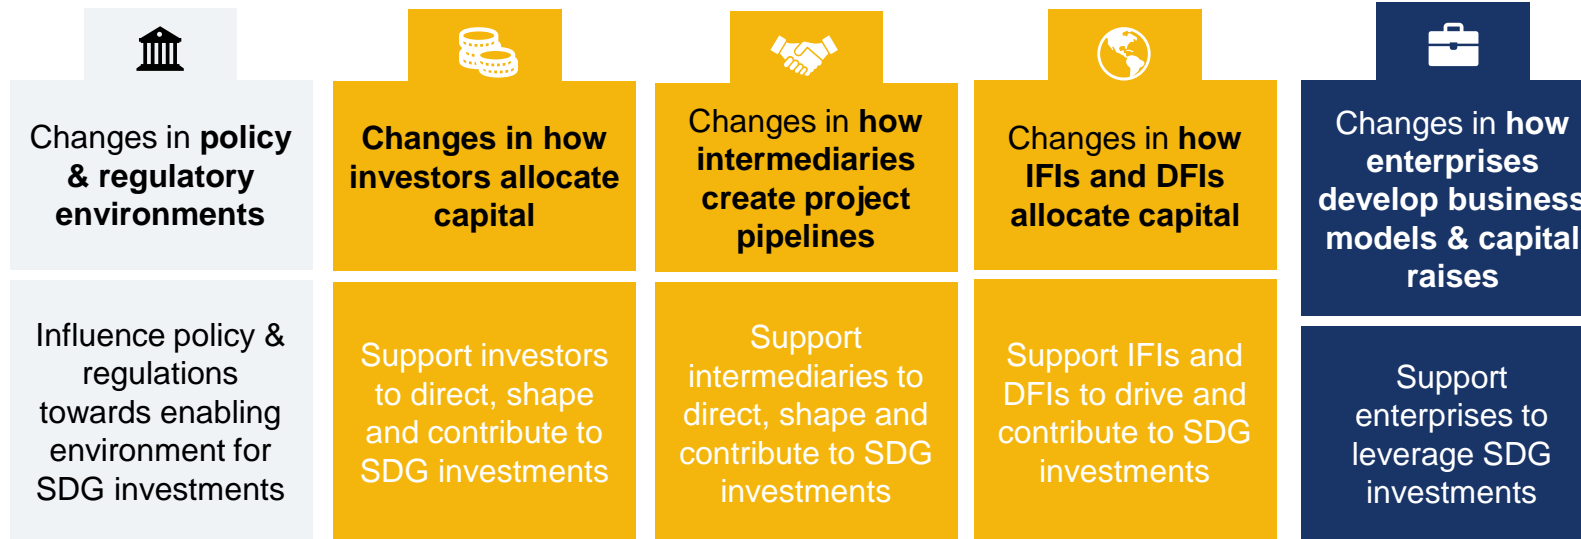 Changes in policy
& regulatory
environments
Changes in how
investors allocate
capital
Changes in how
intermediaries
create project
pipelines
Changes in how
IFIs and DFIs
allocate capital
Changes in how
enterprises
develop business
models & capital
raises
Influence policy &
regulations
towards enabling
environment for
SDG investments
Support investors
to direct, shape
and contribute to
SDG investments
Support
intermediaries to
direct, shape and
contribute to SDG
investments
Support IFIs and
DFIs to drive and
contribute to SDG
investments
Support
enterprises to
leverage SDG
investments